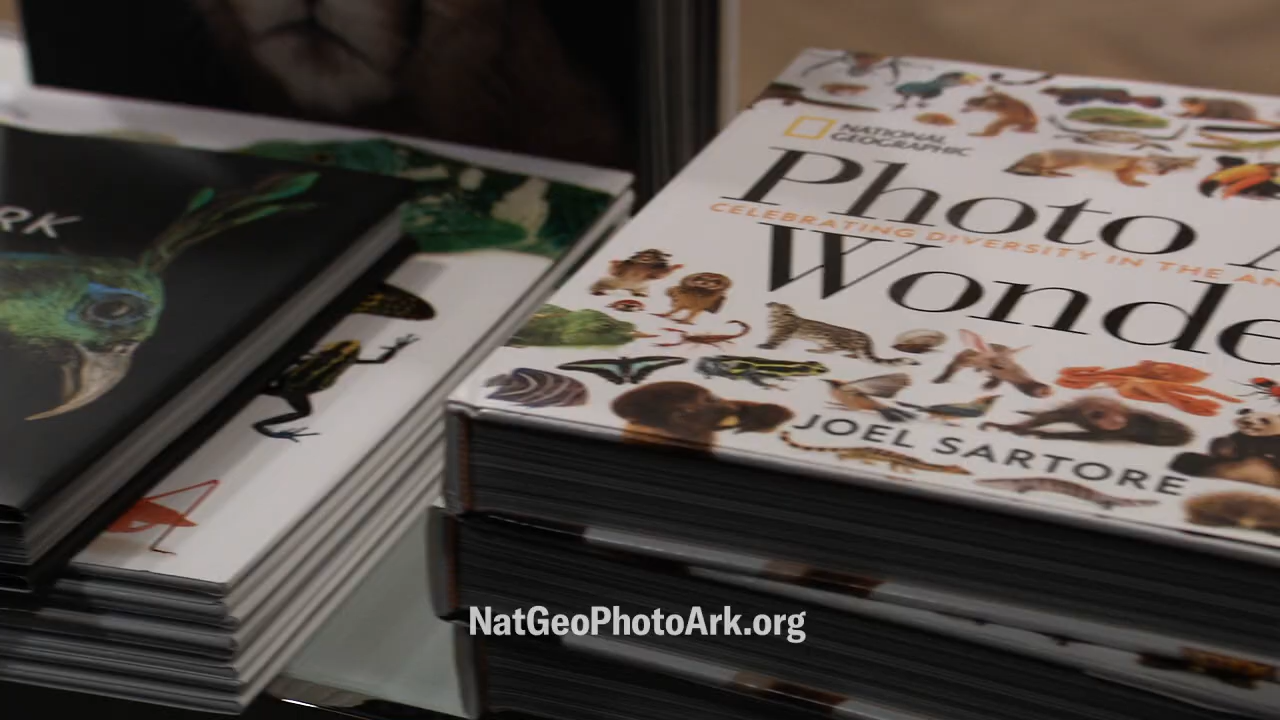 RK
NATIONAL
GEOGRAPHIC
Photo
CELEBRATING DIVERSITY IN THE AN
Wonde
JOEL SARTORE
NatGeoPhotoArk.org